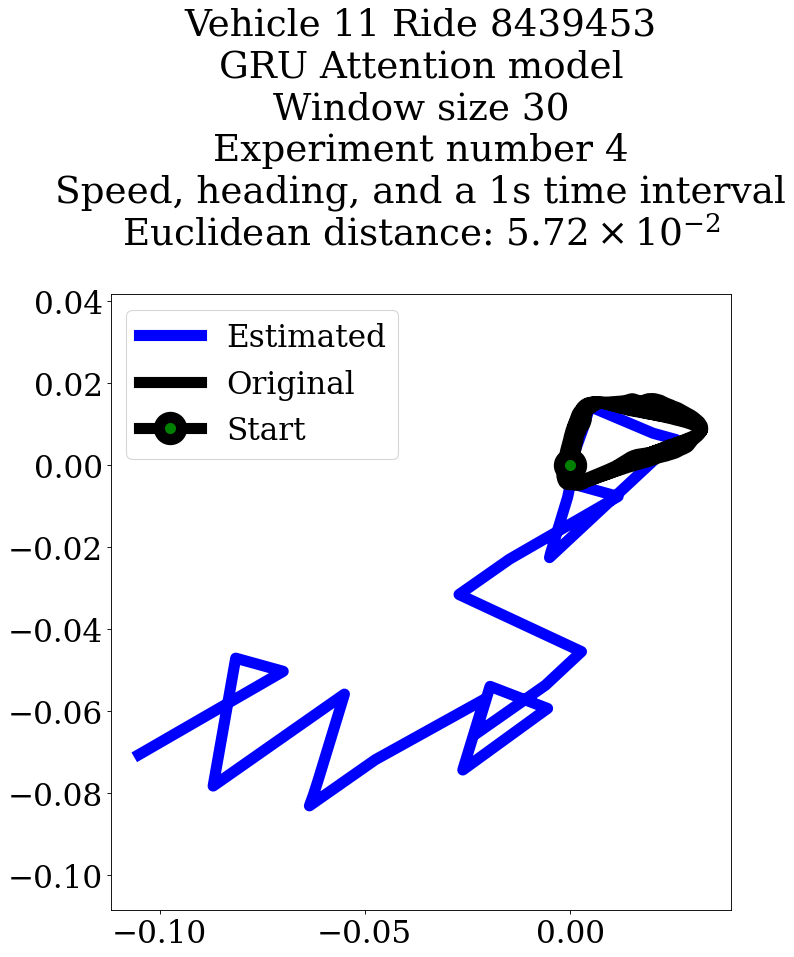 Vehicle 11 Ride 8439453
GRU Attention model
Window size 30
Experiment number 4
Speed, heading, and a 1s time interval
Euclidean distance: 5.72 × 10⁻²
0.04
0.02
0.00
−0.02
−0.04
−0.06
−0.08
−0.10
Estimated
Original
Start
−0.10 −0.05 0.00